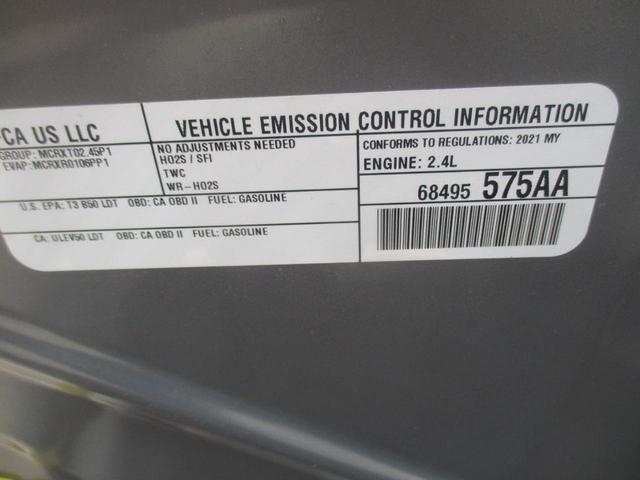 CA US LLC
VEHICLE EMISSION CONTROL INFORMATION
GROUP: MCRXT02.45P1
EVAP: MCRXR0106PP1
NO ADJUSTMENTS NEEDED
HO2S / SFI
TWC
WR-HO2S
CONFORMS TO REGULATIONS: 2021 MY
ENGINE: 2.4L
U.S. EPA: T3 B50 LDT OBD: CA OBD II FUEL: GASOLINE
CA: ULEV50 LDT OBD: CA OBD II FUEL: GASOLINE
68495 575AA